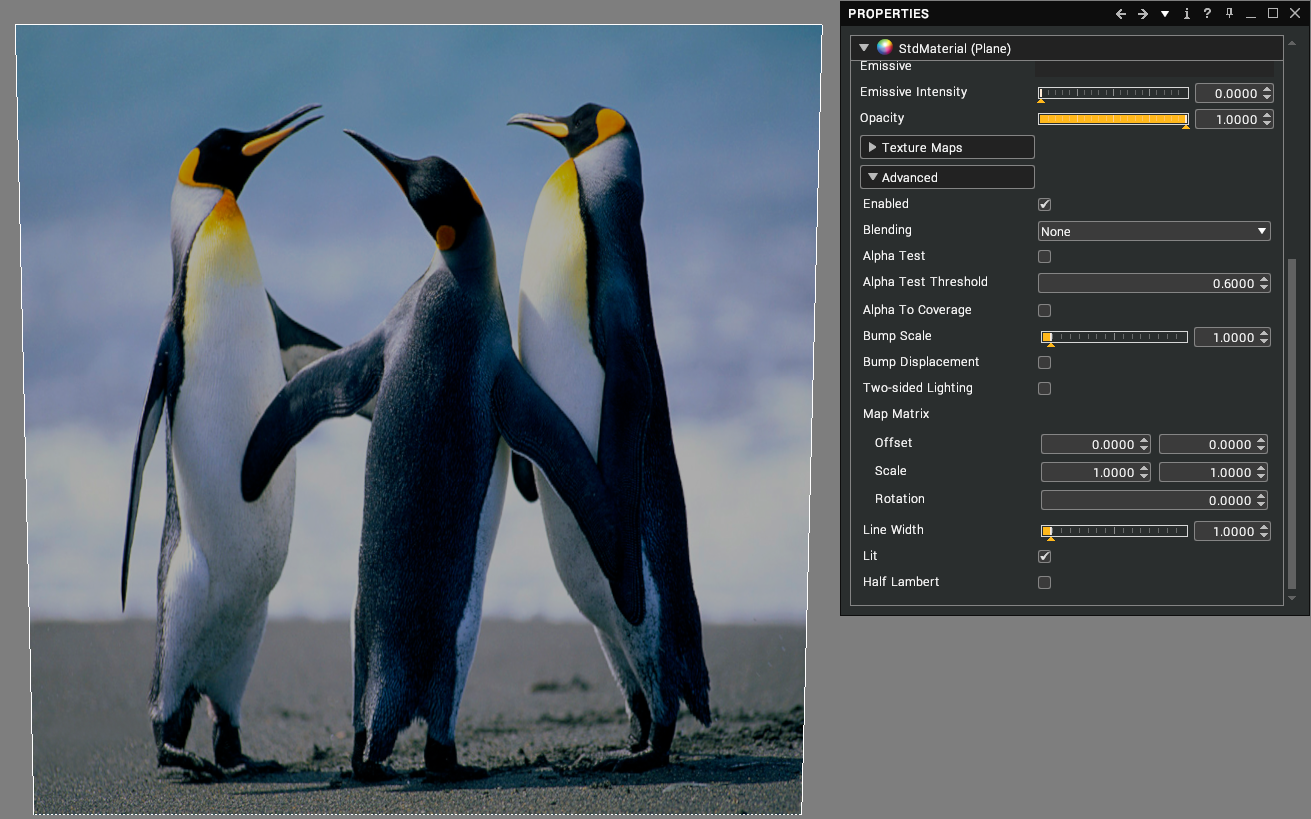 PROPERTIES
StdMaterial (Plane)
Emissive
Emissive Intensity 0.0000
Opacity 1.0000
Texture Maps
Advanced
Enabled
Blending None
Alpha Test
Alpha Test Threshold 0.6000
Alpha To Coverage
Bump Scale 1.0000
Bump Displacement
Two-sided Lighting
Map Matrix
Offset 0.0000 0.0000
Scale 1.0000 1.0000
Rotation 0.0000
Line Width 1.0000
Lit
Half Lambert